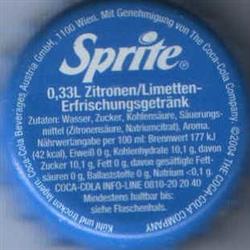 Coca-Cola Beverages Austria GmbH, 1100 Wien. Mit Genehmigung von The Coca-Cola Company.
Sprite®
0,33L Zitronen/Limetten-
Erfrischungsgetränk
Zutaten: Wasser, Zucker, Kohlensäure, Säuerungs-
mittel (Zitronensäure, Natriumcitrat), Aroma.
Nährwertangabe per 100 ml: Brennwert 177 kJ
(42 kcal), Eiweiß 0 g, Kohlenhydrate 10,1 g, davon
Zucker 10,1 g, Fett 0 g, davon gesättigte Fett-
säuren 0 g, Ballaststoffe 0 g, Natrium <0,1 g.
COCA-COLA INFO-LINE 0810-20 20 40
Mindestens haltbar bis:
siehe Flaschenhals.
Kühl und trocken lagern.
THE COCA-COLA COMPANY